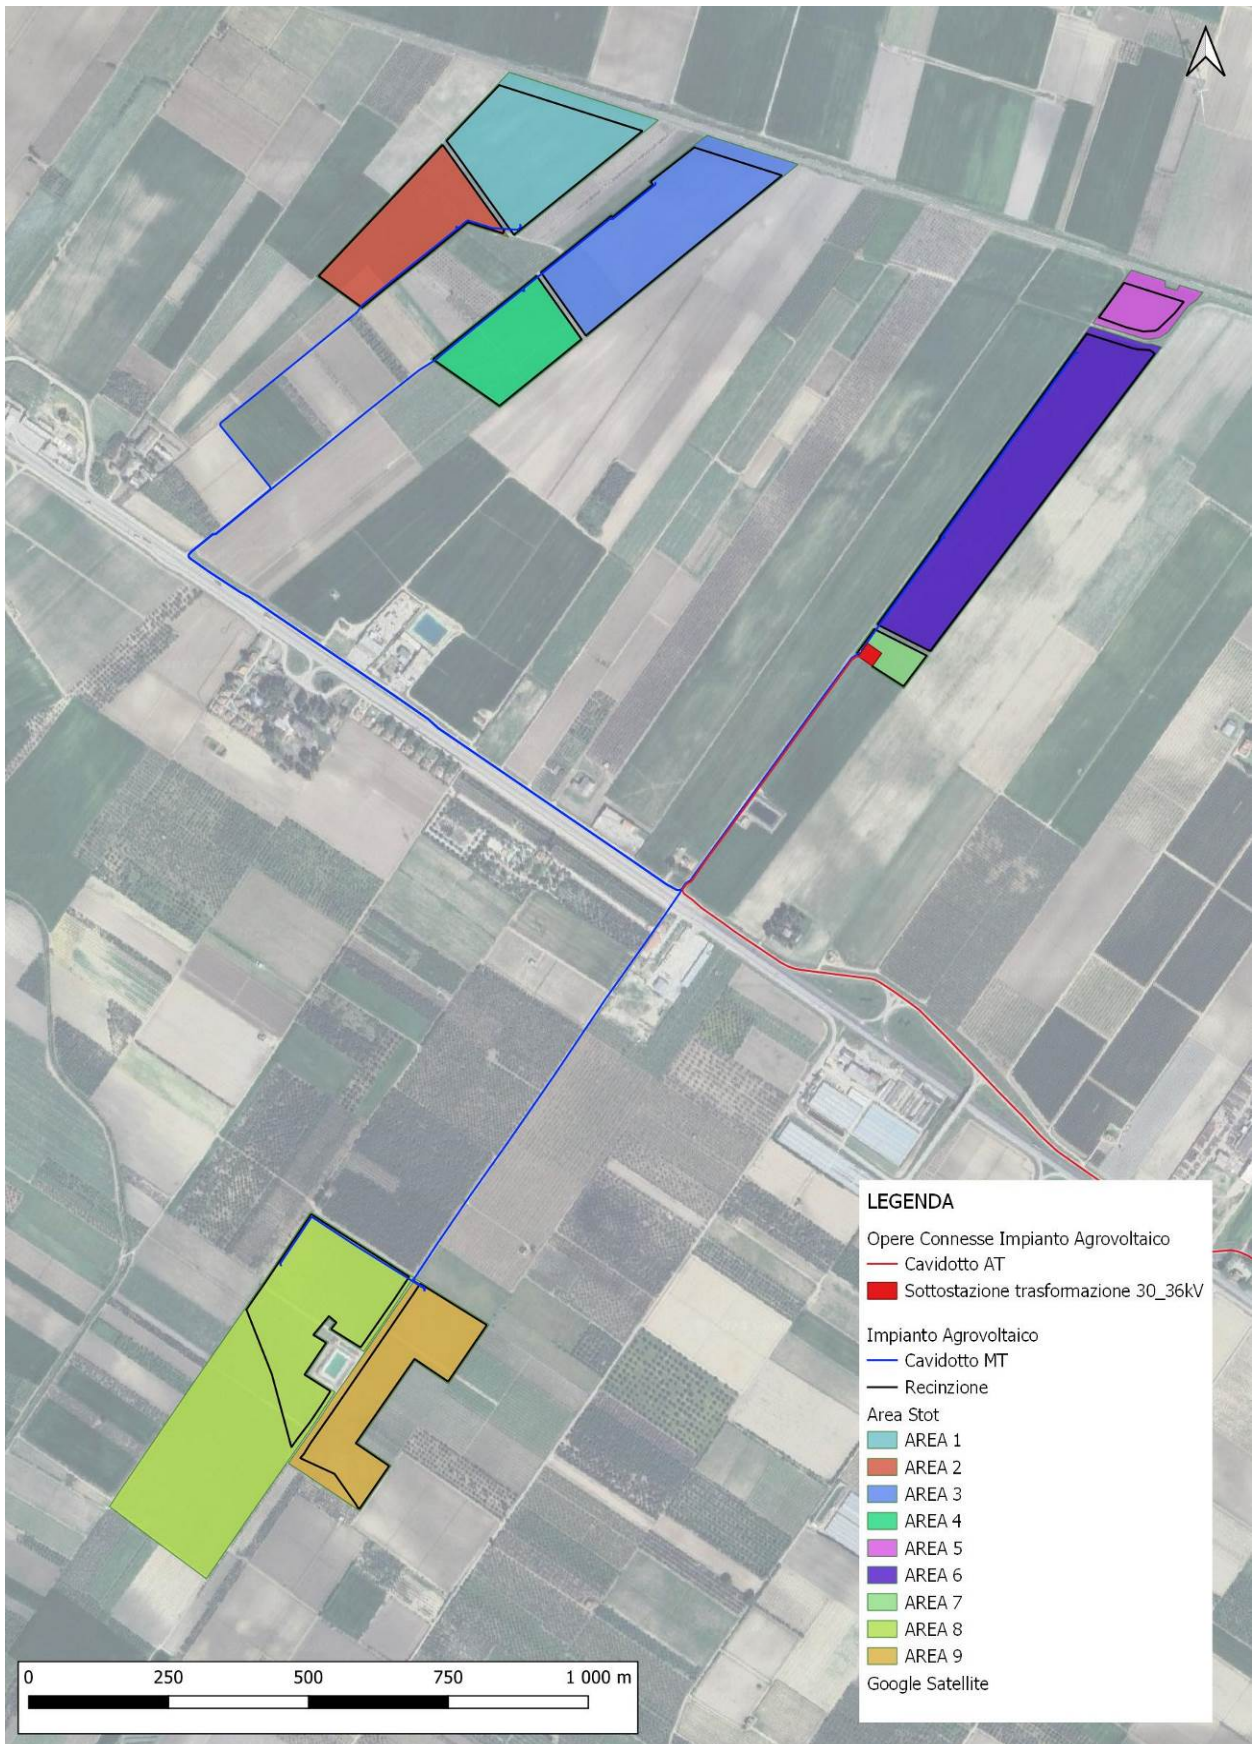 LEGENDA
Opere Connesse Impianto Agrovoltaico
Cavidotto AT
Sottostazione trasformazione 30_36kV
Impianto Agrovoltaico
Cavidotto MT
Recinzione
Area Stot
AREA 1
AREA 2
AREA 3
AREA 4
AREA 5
AREA 6
AREA 7
AREA 8
AREA 9
Google Satellite
0 250 500 750 1 000 m